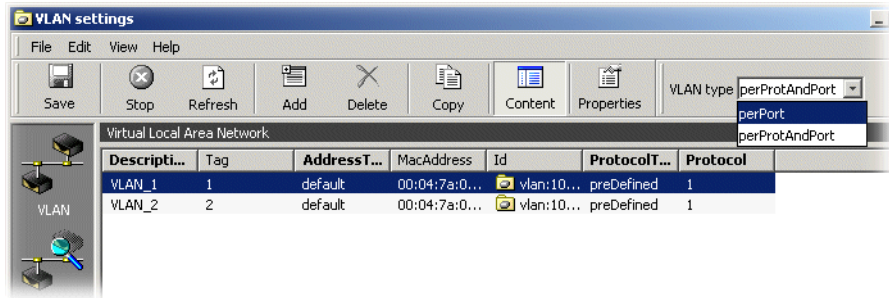 VLAN settings
File Edit View Help
Save Stop Refresh Add Delete Copy Content Properties VLAN type perProtAndPort
perPort
perProtAndPort
Virtual Local Area Network
Descripti... Tag AddressT... MacAddress Id ProtocolT... Protocol
VLAN_1 1 default 00:04:7a:0... vlan:10... preDefined 1
VLAN_2 2 default 00:04:7a:0... vlan:10... preDefined 1
VLAN